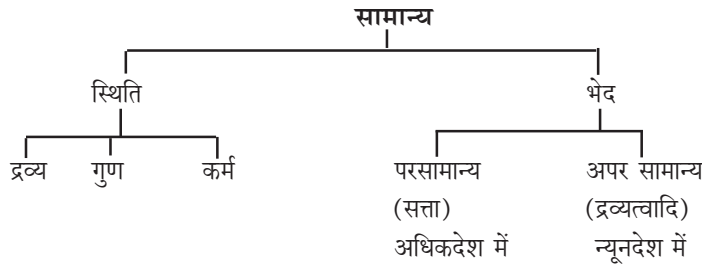 सामान्य
स्थिति भेद
द्रव्य गुण कर्म परसामान्य अपर सामान्य
(सत्ता) (द्रव्यत्वादि)
अधिकदेश में न्यूनदेश में